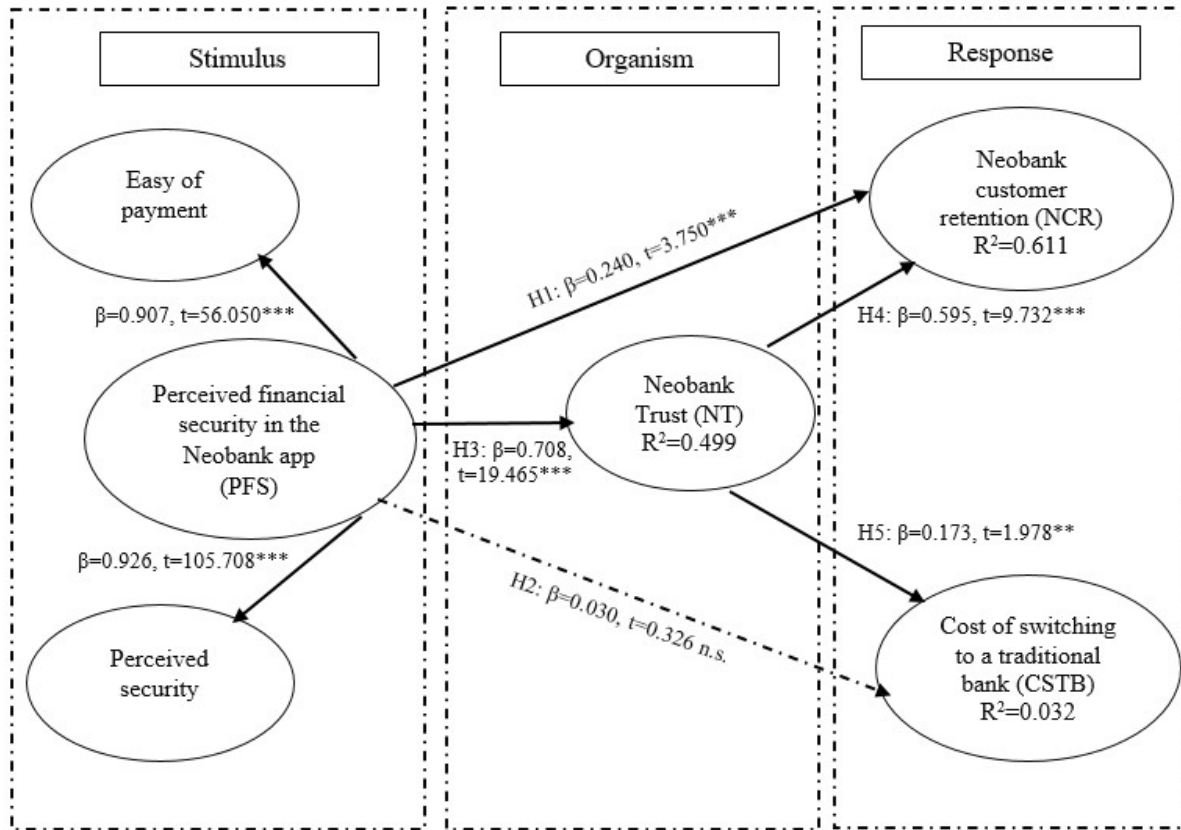 Stimulus
Organism
Response
Easy of
payment
Neobank
customer
retention (NCR)
R²=0.611
H1: β=0.240, t=3.750***
β=0.907, t=56.050***
H4: β=0.595, t=9.732***
Perceived financial
security in the
Neobank app
(PFS)
Neobank
Trust (NT)
R²=0.499
H3: β=0.708,
t=19.465***
β=0.926, t=105.708***
H5: β=0.173, t=1.978**
H2: β=0.030, t=0.326 n.s.
Perceived
security
Cost of switching
to a traditional
bank (CSTB)
R²=0.032